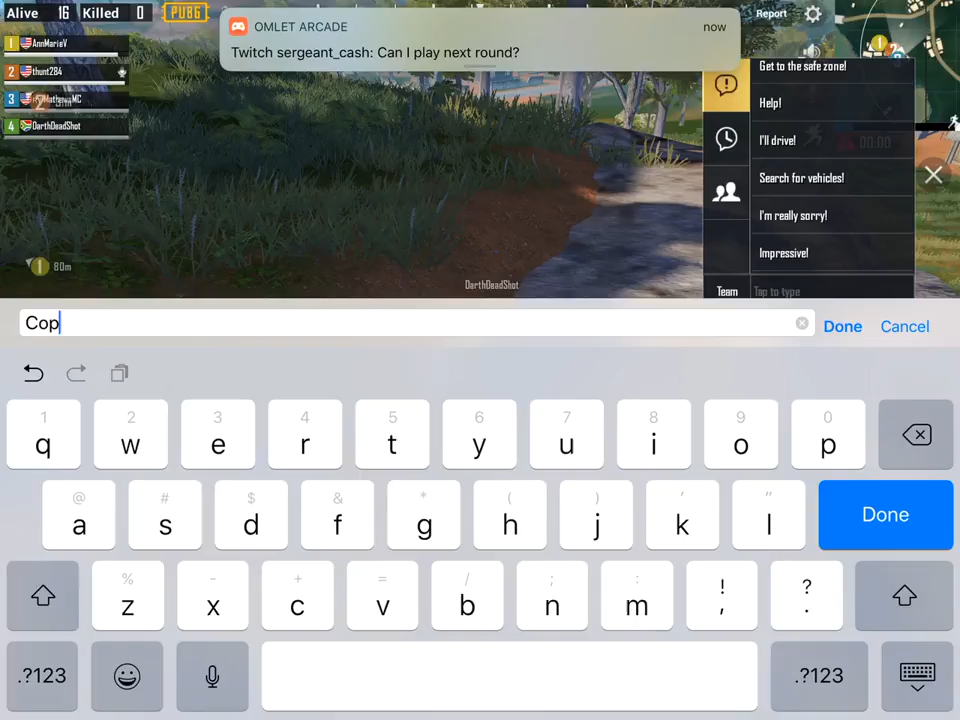 Alive 16 Killed 0 PUBG
OMLET ARCADE
now
Twitch sergeant_cash: Can I play next round?
Report
1 AnnMarieV
2 thunt284
3
4 DarthDeadShot
1
Get to the safe zone!
Help!
I'll drive!
00:00
Search for vehicles!
I'm really sorry!
Impressive!
1 80m
DarthDeadShot
Team Tap to type
Cop
Done Cancel
1 2 3 4 5 6 7 8 9 0
q w e r t y u i o p
@ # $ & * ( ) ' "
a s d f g h j k l
Done
% - + = / ; : ! ?
z x c v b n m , .
.?123 .?123